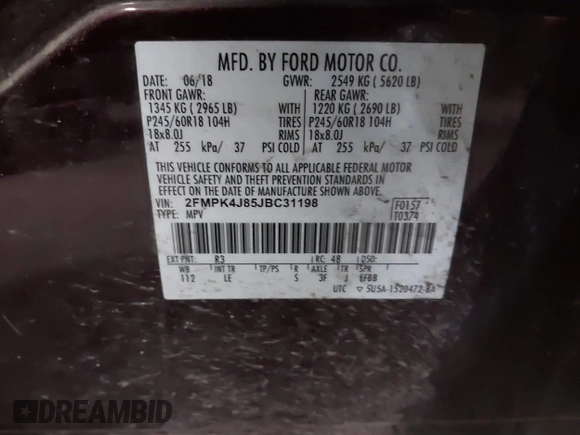 MFD. BY FORD MOTOR CO.
DATE: 06/18 GVWR: 2549 KG (5620 LB)
FRONT GAWR: REAR GAWR:
1345 KG (2965 LB) WITH 1220 KG (2690 LB) WITH
P245/60R18 104H TIRES P245/60R18 104H TIRES
18x8.0J RIMS 18x8.0J RIMS
AT 255 kPa/ 37 PSI COLD AT 255 kPa/ 37 PSI COLD
THIS VEHICLE CONFORMS TO ALL APPLICABLE FEDERAL MOTOR
VEHICLE SAFETY AND THEFT PREVENTION STANDARDS IN
EFFECT ON THE DATE OF MANUFACTURE SHOWN ABOVE.
VIN: 2FMPK4J85JBC31198 F0157
TYPE: MPV T0374
EXT PNT: R3 RC: 48 DSO:
WB INT TR TP/PS R AXLE TR SPR
112 LE S 3F J EFBB
UTC ▽ 5U5A-1520472-BA
DREAMBID